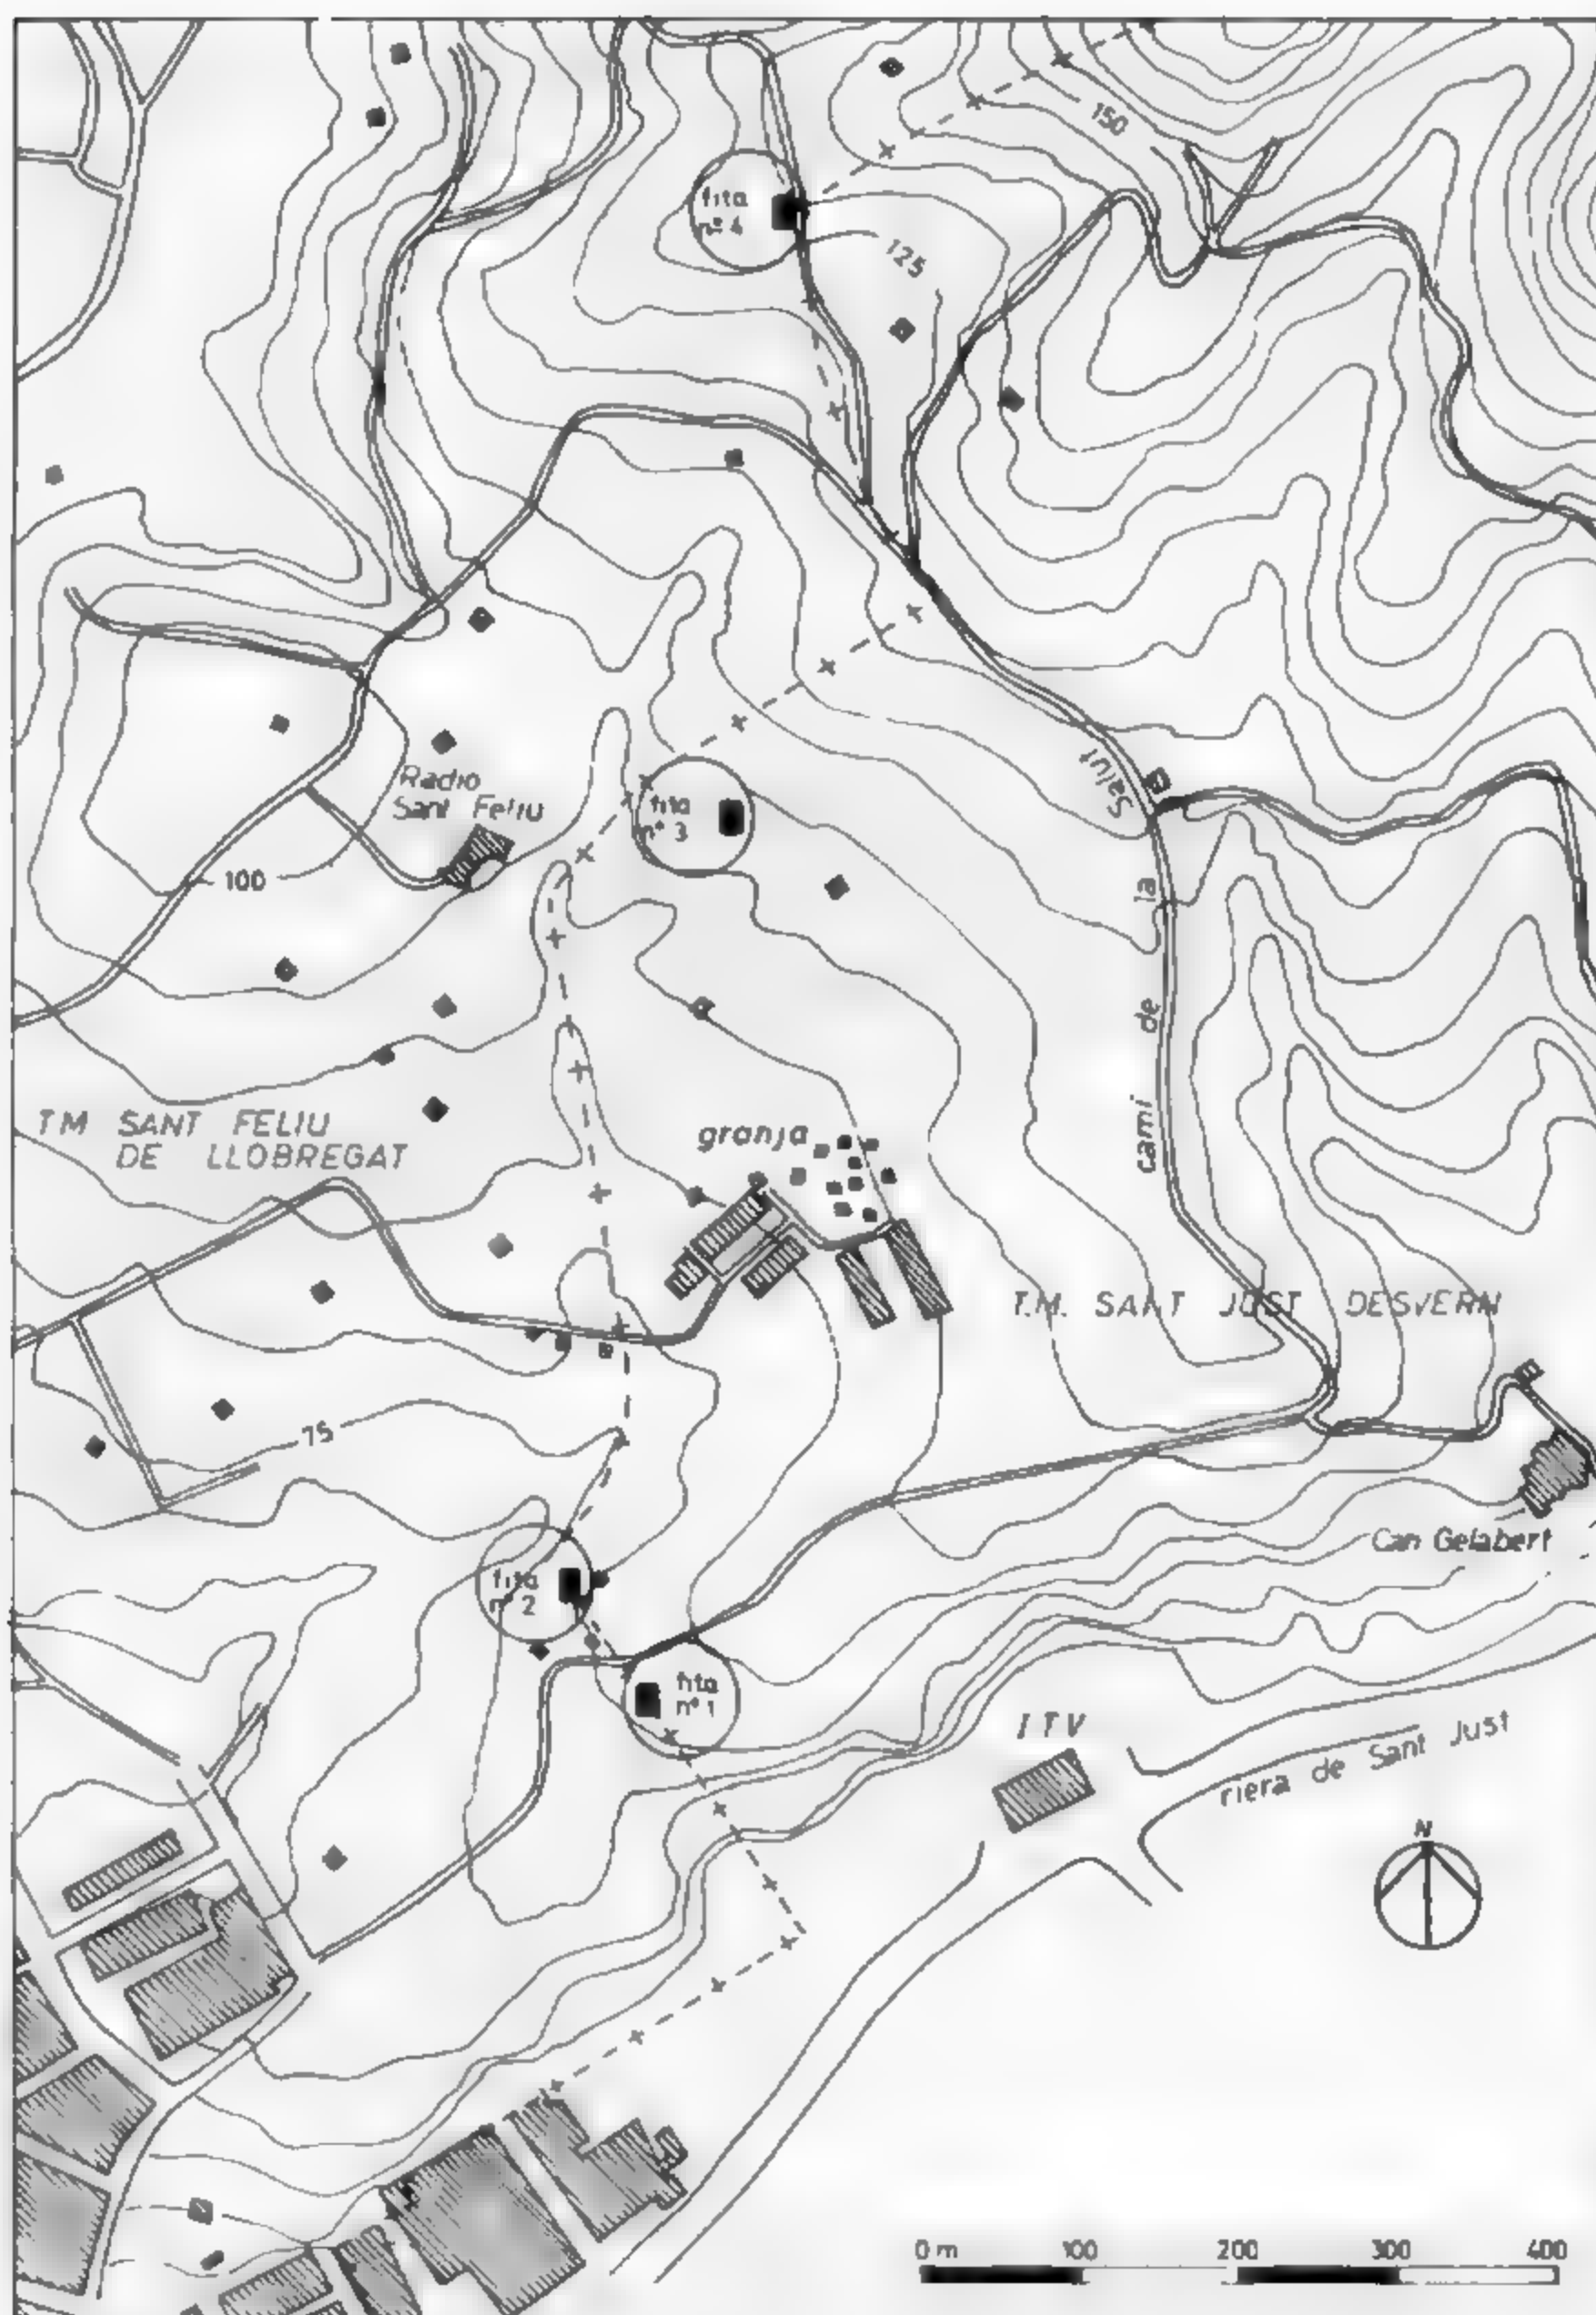 150
fita
nº 4
125
Radio
Sant Feliu
fita
nº 3
Salut
100
la
de
camí
TM SANT FELIU
DE LLOBREGAT
granja
T.M. SANT JUST DESVERN
75
Can Gelabert
fita
nº 2
fita
nº 1
ITV
riera de Sant Just
N
0 m 100 200 300 400